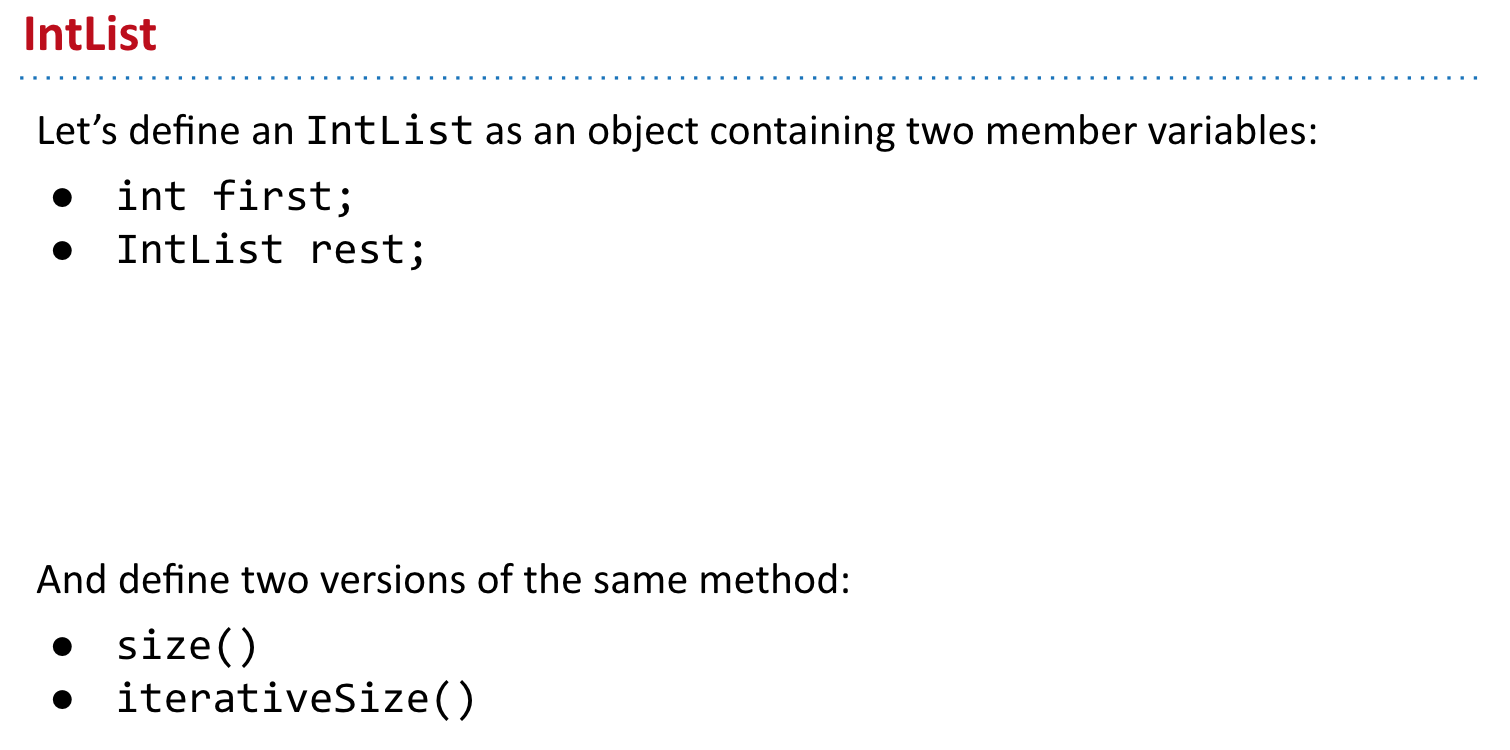 IntList
Let’s define an IntList as an object containing two member variables:
● int first;
● IntList rest;
And define two versions of the same method:
● size()
● iterativeSize()